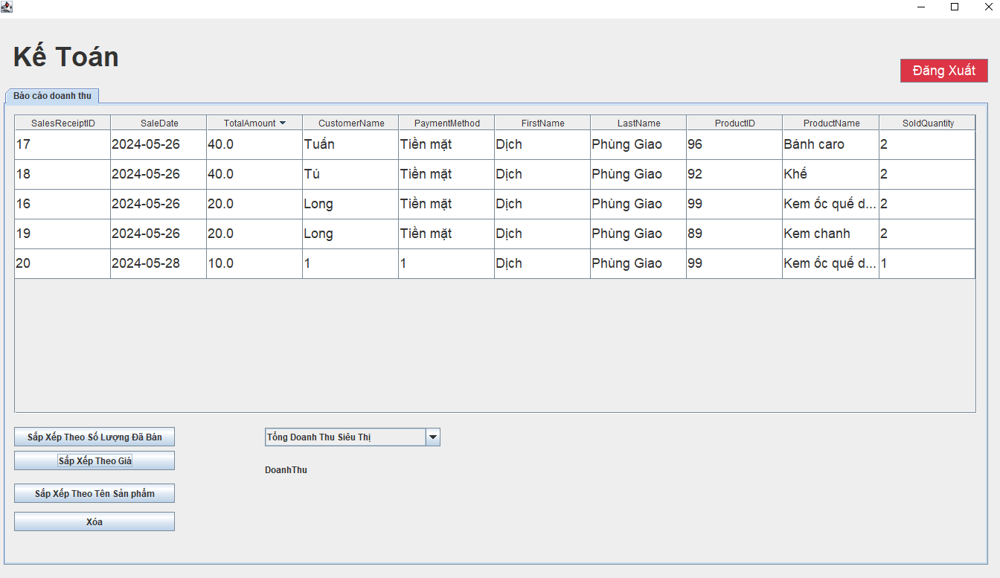 Kế Toán
Đăng Xuất
Báo cáo doanh thu
SalesReceiptID SaleDate TotalAmount CustomerName PaymentMethod FirstName LastName ProductID ProductName SoldQuantity
17 2024-05-26 40.0 Tuấn Tiền mặt Dịch Phùng Giao 96 Bánh caro 2
18 2024-05-26 40.0 Tú Tiền mặt Dịch Phùng Giao 92 Khế 2
16 2024-05-26 20.0 Long Tiền mặt Dịch Phùng Giao 99 Kem ốc quế d... 2
19 2024-05-26 20.0 Long Tiền mặt Dịch Phùng Giao 89 Kem chanh 2
20 2024-05-28 10.0 1 1 Dịch Phùng Giao 99 Kem ốc quế d... 1
Sắp Xếp Theo Số Lượng Đã Bán
Tổng Doanh Thu Siêu Thị
Sắp Xếp Theo Giá
DoanhThu
Sắp Xếp Theo Tên Sản phẩm
Xóa